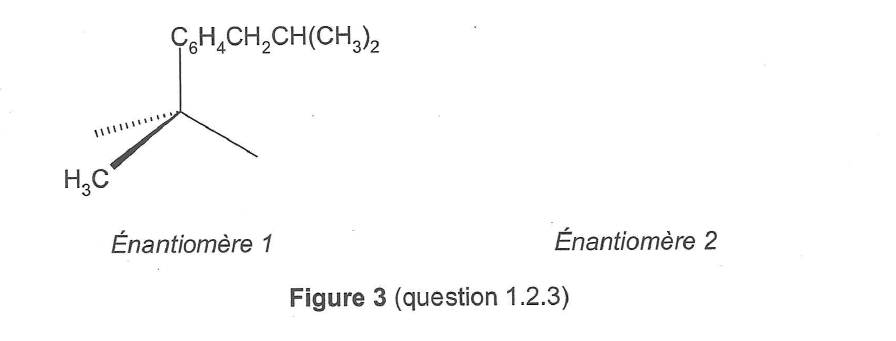 C₆H₄CH₂CH(CH₃)₂
H₃C
Énantiomère 1 Énantiomère 2
Figure 3 (question 1.2.3)